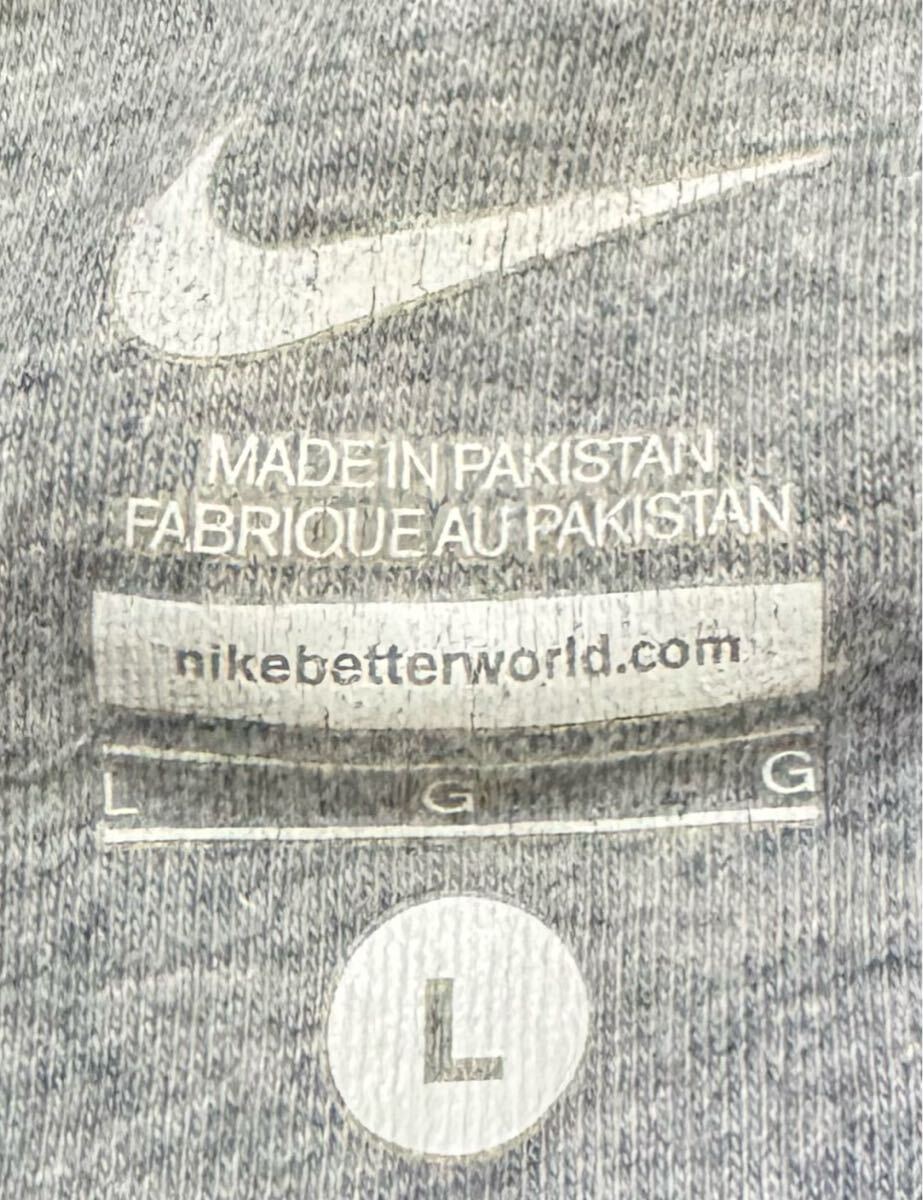 MADE IN PAKISTAN
FABRIQUE AU PAKISTAN
nikebetterworld.com
L G G
L